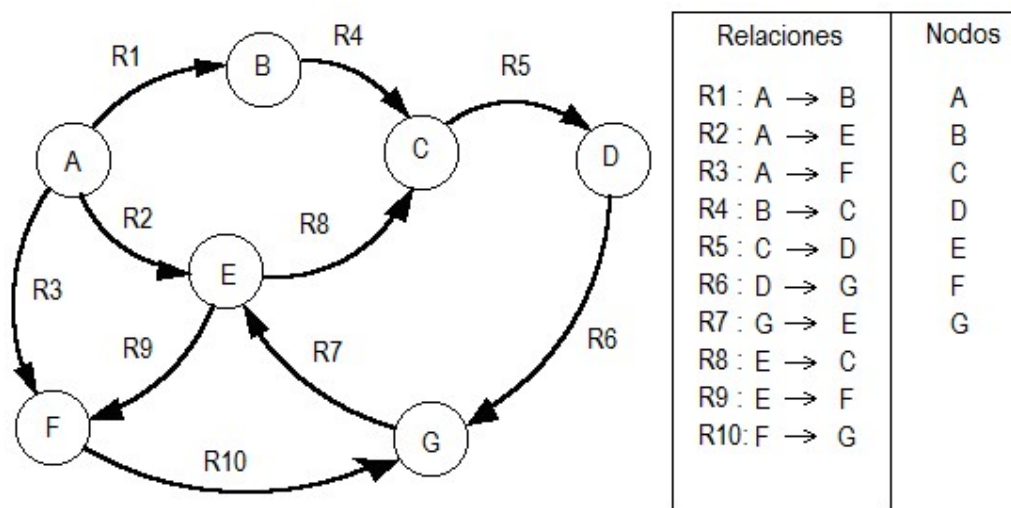 R1
R4
R5
B
C
D
A
R2
R8
E
R3
R9
R7
R6
F
G
R10
Relaciones
R1 : A → B
R2 : A → E
R3 : A → F
R4 : B → C
R5 : C → D
R6 : D → G
R7 : G → E
R8 : E → C
R9 : E → F
R10: F → G
Nodos
A
B
C
D
E
F
G